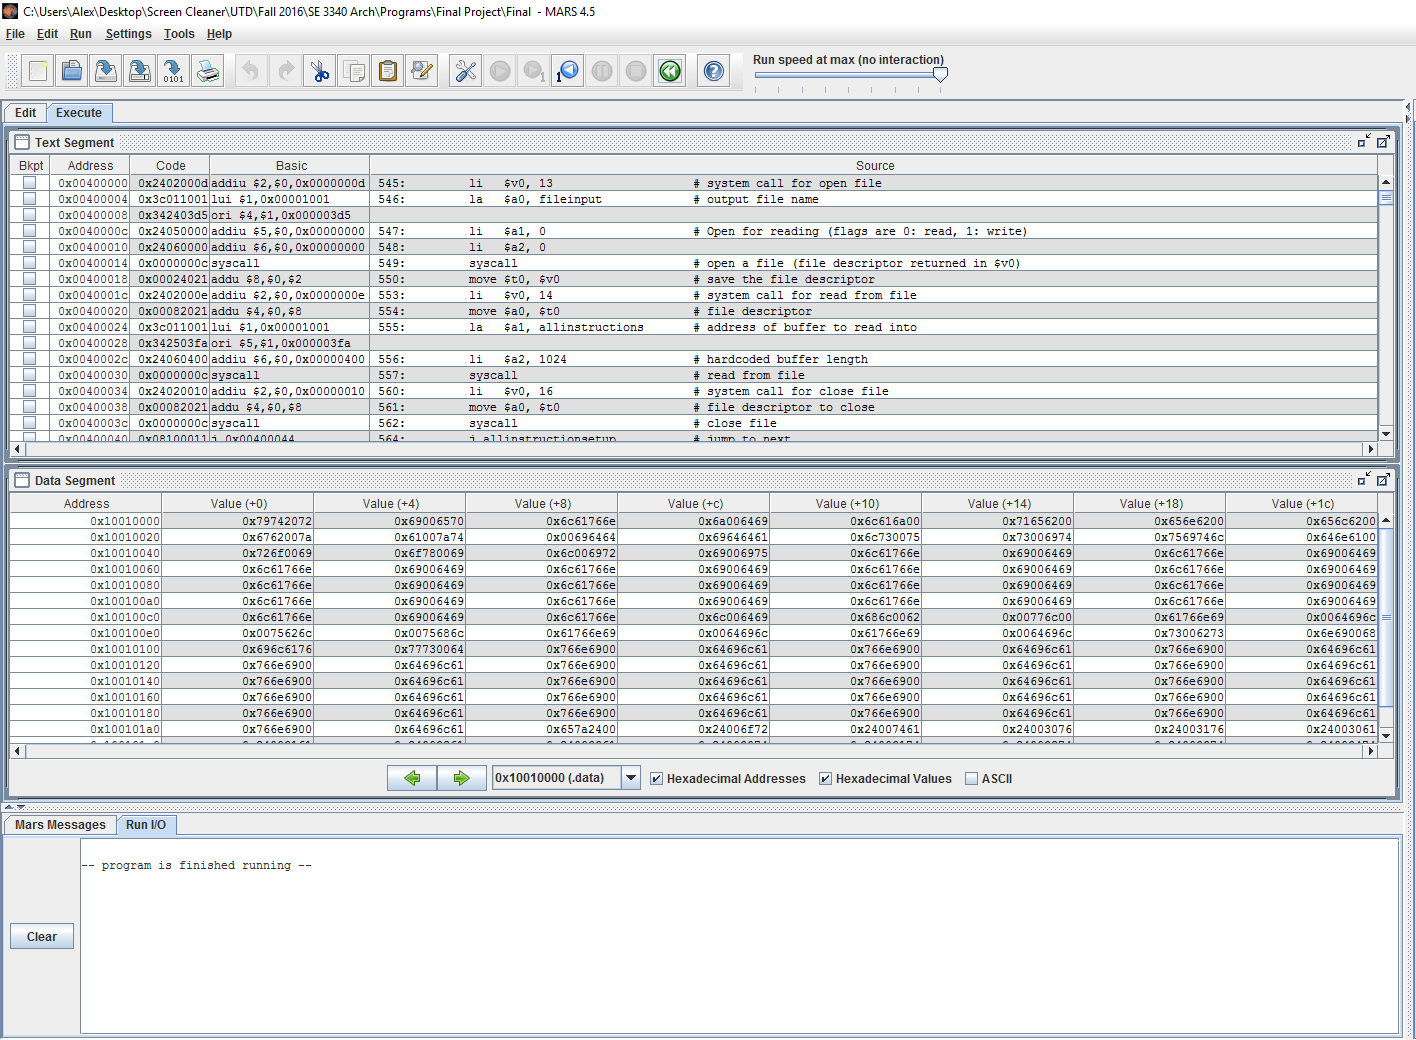 C:\Users\Alex\Desktop\Screen Cleaner\UTD\Fall 2016\SE 3340 Arch\Programs\Final Project\Final - MARS 4.5
File Edit Run Settings Tools Help
Run speed at max (no interaction)
Edit Execute
Text Segment
Bkpt Address Code Basic Source
0x00400000 0x2402000d addiu $2,$0,0x0000000d 545: li $v0, 13 # system call for open file
0x00400004 0x3c011001 lui $1,0x00001001 546: la $a0, fileinput # output file name
0x00400008 0x342403d5 ori $4,$1,0x000003d5
0x0040000c 0x24050000 addiu $5,$0,0x00000000 547: li $a1, 0 # Open for reading (flags are 0: read, 1: write)
0x00400010 0x24060000 addiu $6,$0,0x00000000 548: li $a2, 0
0x00400014 0x0000000c syscall 549: syscall # open a file (file descriptor returned in $v0)
0x00400018 0x00024021 addu $8,$0,$2 550: move $t0, $v0 # save the file descriptor
0x0040001c 0x2402000e addiu $2,$0,0x0000000e 553: li $v0, 14 # system call for read from file
0x00400020 0x00082021 addu $4,$0,$8 554: move $a0, $t0 # file descriptor
0x00400024 0x3c011001 lui $1,0x00001001 555: la $a1, allinstructions # address of buffer to read into
0x00400028 0x342503fa ori $5,$1,0x000003fa
0x0040002c 0x24060400 addiu $6,$0,0x00000400 556: li $a2, 1024 # hardcoded buffer length
0x00400030 0x0000000c syscall 557: syscall # read from file
0x00400034 0x24020010 addiu $2,$0,0x00000010 560: li $v0, 16 # system call for close file
0x00400038 0x00082021 addu $4,$0,$8 561: move $a0, $t0 # file descriptor to close
0x0040003c 0x0000000c syscall 562: syscall # close file
0x00400040 0x08100011 j 0x00400044 564: j allinstructionsetup # jump to next
Data Segment
Address Value (+0) Value (+4) Value (+8) Value (+c) Value (+10) Value (+14) Value (+18) Value (+1c)
0x10010000 0x79742072 0x69006570 0x6c61766e 0x6a006469 0x6c616a00 0x71656200 0x656e6200 0x656c6200
0x10010020 0x6762007a 0x61007a74 0x00696464 0x69646461 0x6c730075 0x73006974 0x7569746c 0x646e6100
0x10010040 0x726f0069 0x6f780069 0x6c006972 0x69006975 0x6c61766e 0x69006469 0x6c61766e 0x69006469
0x10010060 0x6c61766e 0x69006469 0x6c61766e 0x69006469 0x6c61766e 0x69006469 0x6c61766e 0x69006469
0x10010080 0x6c61766e 0x69006469 0x6c61766e 0x69006469 0x6c61766e 0x69006469 0x6c61766e 0x69006469
0x100100a0 0x6c61766e 0x69006469 0x6c61766e 0x69006469 0x6c61766e 0x69006469 0x6c61766e 0x69006469
0x100100c0 0x6c61766e 0x69006469 0x6c61766e 0x6c006469 0x686c0062 0x00776c00 0x61766e69 0x0064696c
0x100100e0 0x0075626c 0x0075686c 0x61766e69 0x0064696c 0x61766e69 0x0064696c 0x73006273 0x6e690068
0x10010100 0x696c6176 0x77730064 0x766e6900 0x64696c61 0x766e6900 0x64696c61 0x766e6900 0x64696c61
0x10010120 0x766e6900 0x64696c61 0x766e6900 0x64696c61 0x766e6900 0x64696c61 0x766e6900 0x64696c61
0x10010140 0x766e6900 0x64696c61 0x766e6900 0x64696c61 0x766e6900 0x64696c61 0x766e6900 0x64696c61
0x10010160 0x766e6900 0x64696c61 0x766e6900 0x64696c61 0x766e6900 0x64696c61 0x766e6900 0x64696c61
0x10010180 0x766e6900 0x64696c61 0x766e6900 0x64696c61 0x766e6900 0x64696c61 0x766e6900 0x64696c61
0x100101a0 0x766e6900 0x64696c61 0x657a2400 0x24006f72 0x24007461 0x24003076 0x24003176 0x24003061
0x10010000 (.data) Hexadecimal Addresses Hexadecimal Values ASCII
Mars Messages Run I/O
-- program is finished running --
Clear